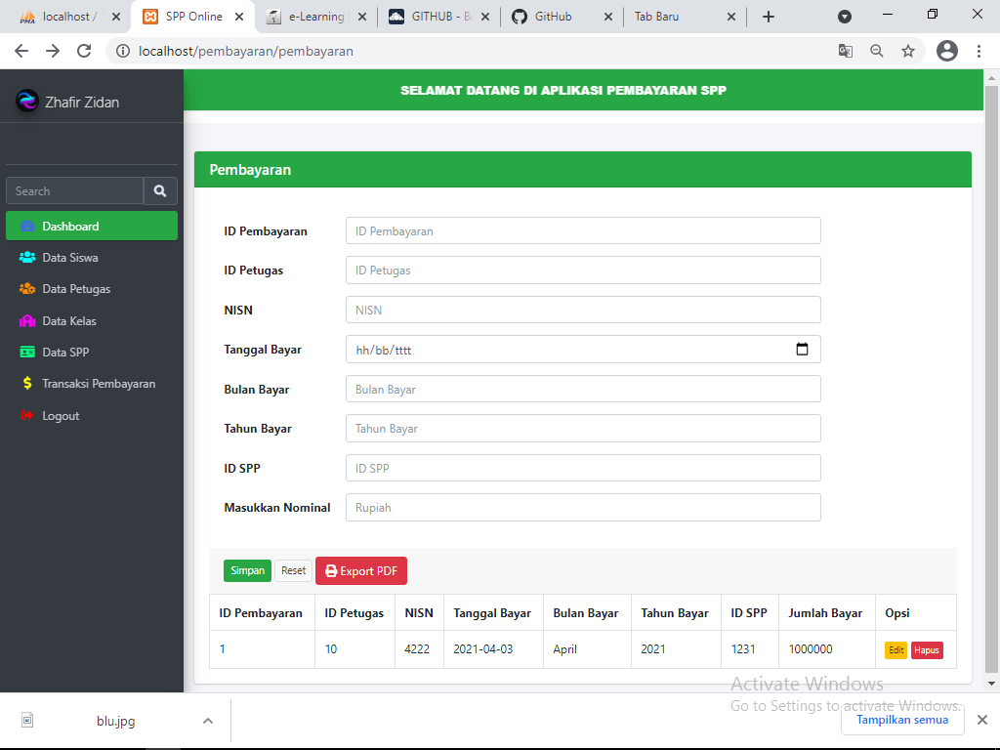 localhost /
SPP Online
e-Learning
GITHUB - B
GitHub
Tab Baru
localhost/pembayaran/pembayaran
Zhafir Zidan
SELAMAT DATANG DI APLIKASI PEMBAYARAN SPP
Search
Dashboard
Data Siswa
Data Petugas
Data Kelas
Data SPP
Transaksi Pembayaran
Logout
Pembayaran
ID Pembayaran ID Pembayaran
ID Petugas ID Petugas
NISN NISN
Tanggal Bayar hh/bb/tttt
Bulan Bayar Bulan Bayar
Tahun Bayar Tahun Bayar
ID SPP ID SPP
Masukkan Nominal Rupiah
Simpan Reset Export PDF
ID Pembayaran ID Petugas NISN Tanggal Bayar Bulan Bayar Tahun Bayar ID SPP Jumlah Bayar Opsi
1 10 4222 2021-04-03 April 2021 1231 1000000 Edit Hapus
Activate Windows
Go to Settings to activate Windows.
blu.jpg
Tampilkan semua